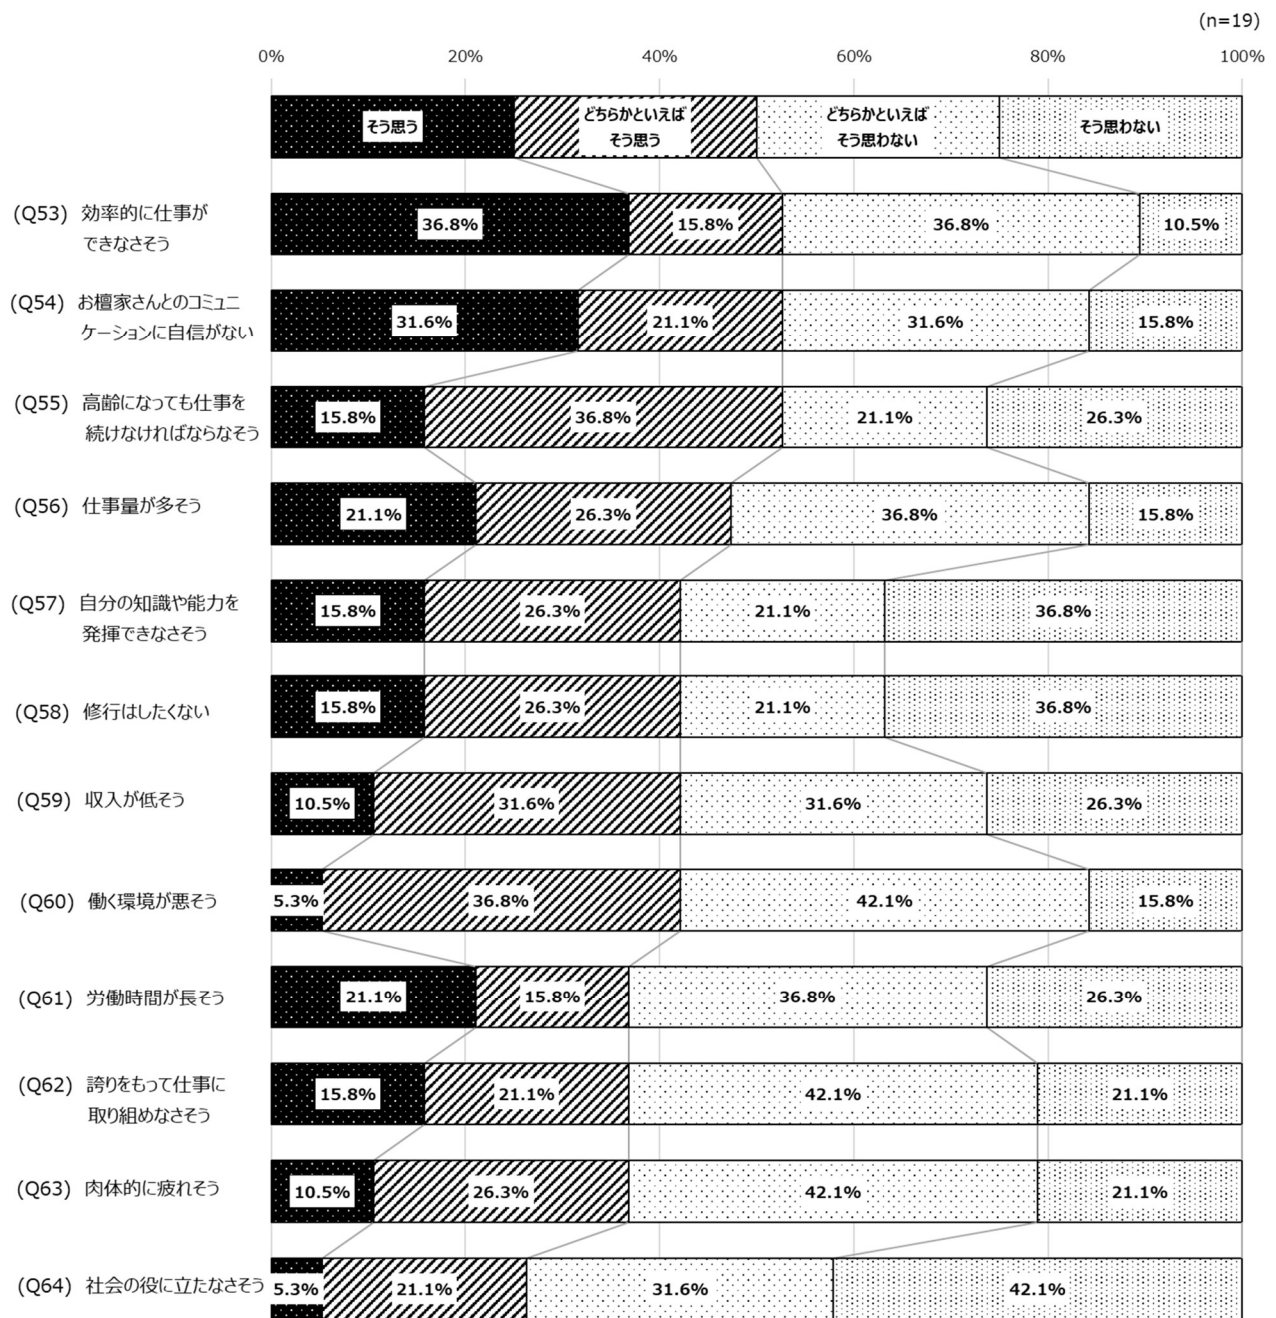 (n=19)
0% 20% 40% 60% 80% 100%
そう思う どちらかといえば そう思う どちらかといえば そう思わない そう思わない
(Q53) 効率的に仕事が
できなさそう
36.8% 15.8% 36.8% 10.5%
(Q54) お檀家さんとのコミュニ
ケーションに自信がない
31.6% 21.1% 31.6% 15.8%
(Q55) 高齢になっても仕事を
続けなければならなそう
15.8% 36.8% 21.1% 26.3%
(Q56) 仕事量が多そう
21.1% 26.3% 36.8% 15.8%
(Q57) 自分の知識や能力を
発揮できなさそう
15.8% 26.3% 21.1% 36.8%
(Q58) 修行はしたくない
15.8% 26.3% 21.1% 36.8%
(Q59) 収入が低そう
10.5% 31.6% 31.6% 26.3%
(Q60) 働く環境が悪そう
5.3% 36.8% 42.1% 15.8%
(Q61) 労働時間が長そう
21.1% 15.8% 36.8% 26.3%
(Q62) 誇りをもって仕事に
取り組めなさそう
15.8% 21.1% 42.1% 21.1%
(Q63) 肉体的に疲れそう
10.5% 26.3% 42.1% 21.1%
(Q64) 社会の役に立たなさそう
5.3% 21.1% 31.6% 42.1%